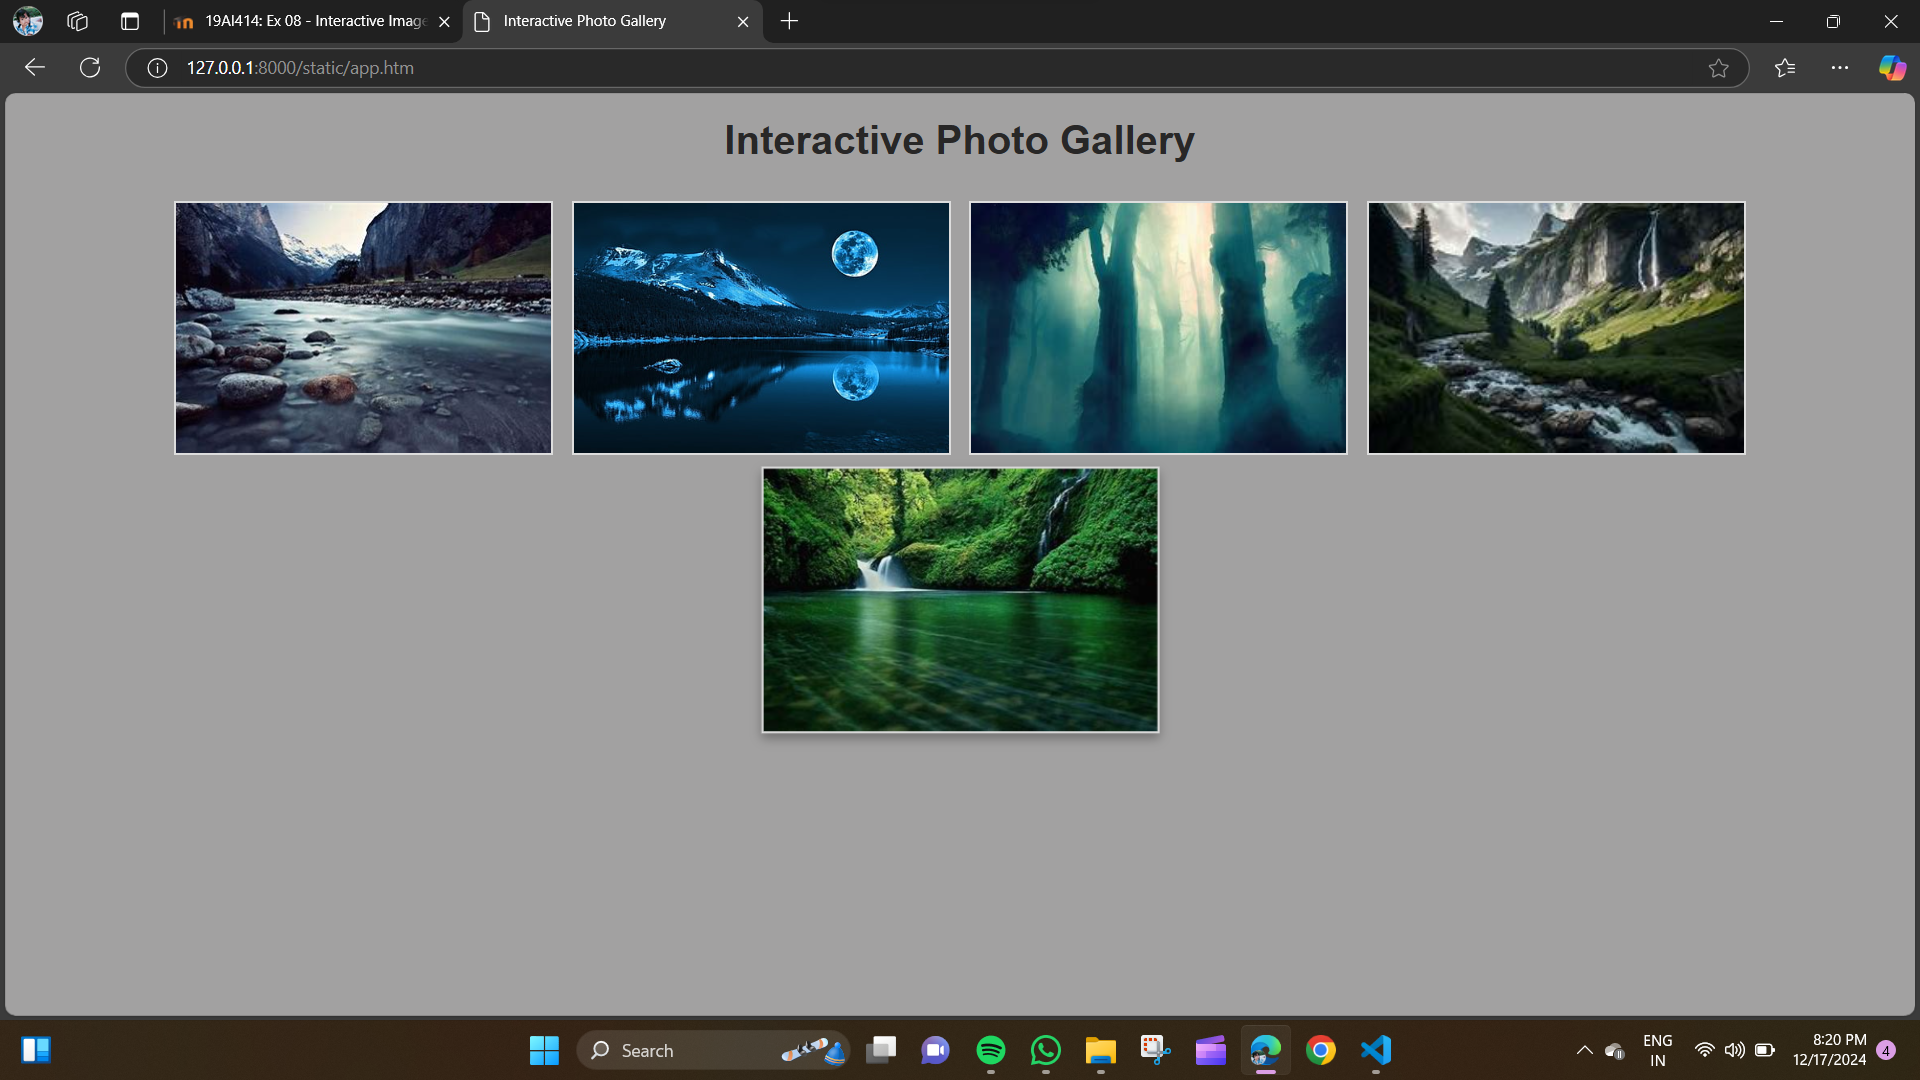 19AI414: Ex 08 - Interactive Image
Interactive Photo Gallery
127.0.0.1:8000/static/app.htm
Interactive Photo Gallery
Search
ENG
IN
8:20 PM
12/17/2024
4